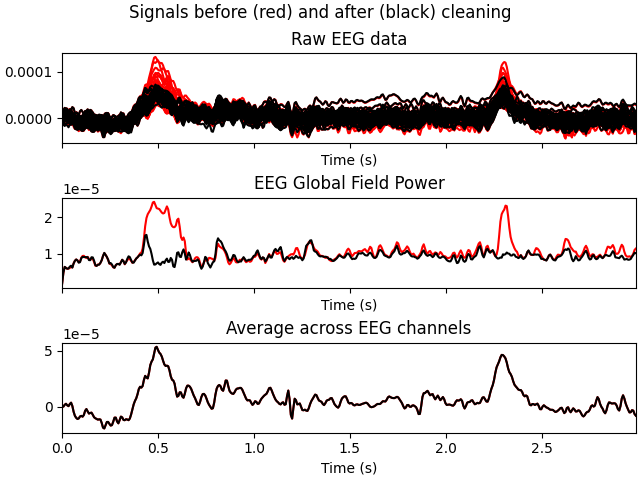 Signals before (red) and after (black) cleaning
Raw EEG data
0.0001
0.0000
Time (s)
EEG Global Field Power
1e−5
2
1
Time (s)
Average across EEG channels
1e−5
5
0
0.0 0.5 1.0 1.5 2.0 2.5
Time (s)